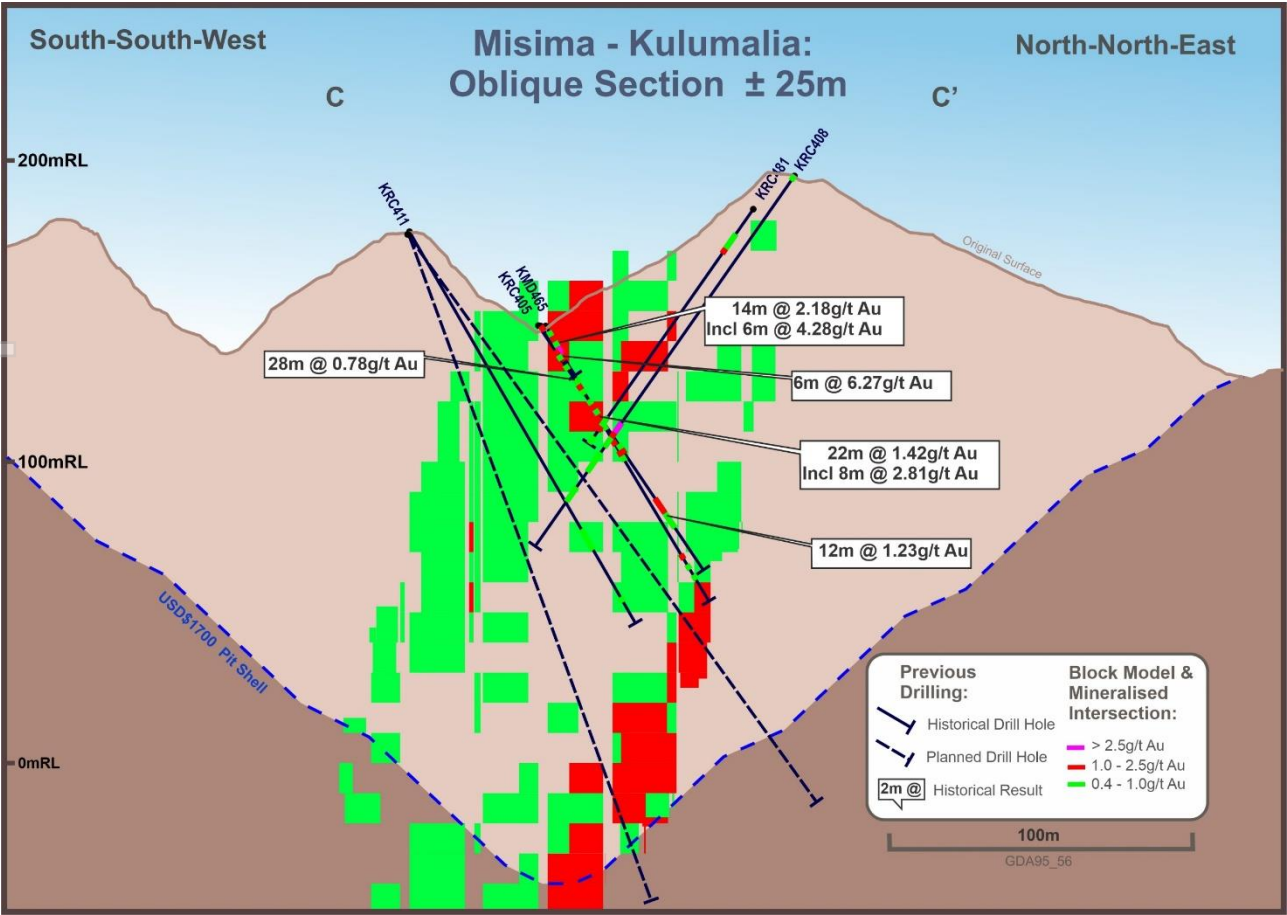 South-South-West
Misima - Kulumalia:
Oblique Section ± 25m
North-North-East
C
C’
200mRL
KRC411
KMD465
KRC405
KRC481
KRC408
Original Surface
14m @ 2.18g/t Au
Incl 6m @ 4.28g/t Au
28m @ 0.78g/t Au
6m @ 6.27g/t Au
100mRL
22m @ 1.42g/t Au
Incl 8m @ 2.81g/t Au
12m @ 1.23g/t Au
USD$1700 Pit Shell
0mRL
Previous
Drilling:
Historical Drill Hole
Planned Drill Hole
2m @
Historical Result
Block Model &
Mineralised
Intersection:
> 2.5g/t Au
1.0 - 2.5g/t Au
0.4 - 1.0g/t Au
100m
GDA95_56